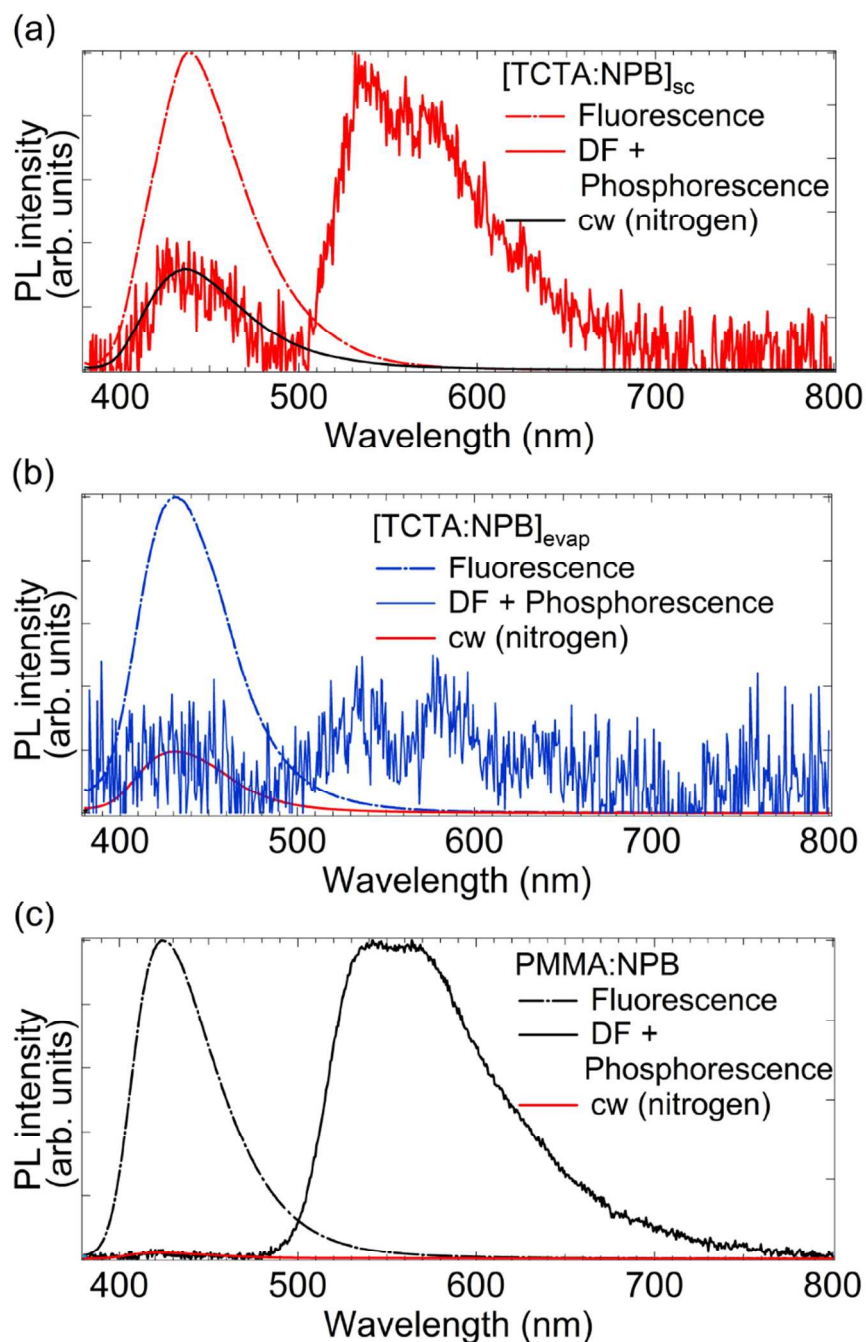 (a)
[TCTA:NPB]sc
Fluorescence
DF +
Phosphorescence
cw (nitrogen)
PL intensity
(arb. units)
400 500 600 700 800
Wavelength (nm)
(b)
[TCTA:NPB]evap
Fluorescence
DF + Phosphorescence
cw (nitrogen)
PL intensity
(arb. units)
400 500 600 700 800
Wavelength (nm)
(c)
PMMA:NPB
Fluorescence
DF +
Phosphorescence
cw (nitrogen)
PL intensity
(arb. units)
400 500 600 700 800
Wavelength (nm)